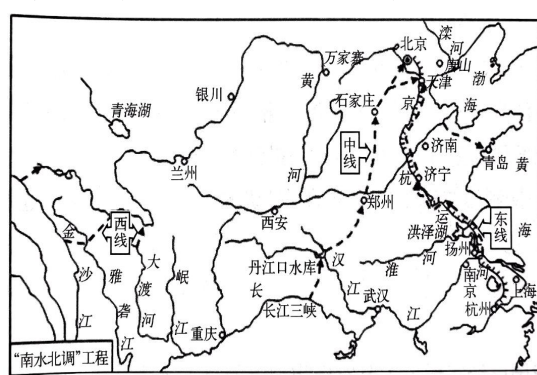 北京
滦河
唐山
万家寨
天津
渤海
黄河
银川
石家庄
京杭运河
青海湖
中线
济南
青岛
黄海
兰州
济宁
郑州
西安
洪泽湖
东线
金沙江
西线
雅砻江
大渡河
岷江
丹江口水库
汉江
淮河
扬州
南京
上海
长江
长江三峡
武汉
杭州
重庆
河
“南水北调”工程